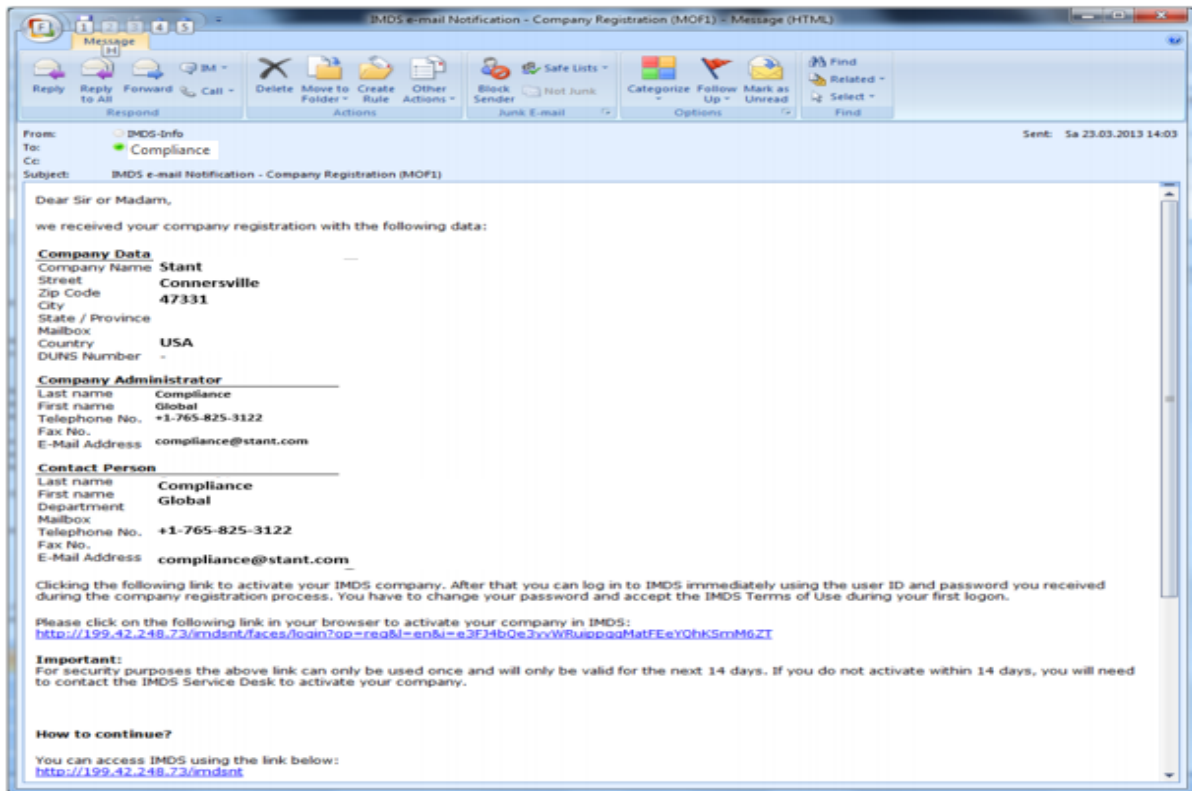 IMDS e-mail Notification - Company Registration (MOF1) - Message (HTML)
F 1 2 3 4 5
Message
H
Reply Reply to All Forward IM Call
Respond
Delete Move to Folder Create Rule Other Actions
Actions
Block Sender Safe Lists Not Junk
Junk E-mail
Categorize Follow Up Mark as Unread
Options
Find Related Select
Find
From: IMDS-Info Sent: Sa 23.03.2013 14:03
To: Compliance
Cc:
Subject: IMDS e-mail Notification - Company Registration (MOF1)
Dear Sir or Madam,
we received your company registration with the following data:
Company Data
Company Name Stant
Street Connersville
Zip Code 47331
City
State / Province
Mailbox
Country USA
DUNS Number -
Company Administrator
Last name Compliance
First name Global
Telephone No. +1-765-825-3122
Fax No.
E-Mail Address compliance@stant.com
Contact Person
Last name Compliance
First name Global
Department
Mailbox
Telephone No. +1-765-825-3122
Fax No.
E-Mail Address compliance@stant.com
Clicking the following link to activate your IMDS company. After that you can log in to IMDS immediately using the user ID and password you received
during the company registration process. You have to change your password and accept the IMDS Terms of Use during your first logon.
Please click on the following link in your browser to activate your company in IMDS:
Important:
For security purposes the above link can only be used once and will only be valid for the next 14 days. If you do not activate within 14 days, you will need
to contact the IMDS Service Desk to activate your company.
How to continue?
You can access IMDS using the link below:
http://199.42.248.73/imdsnt